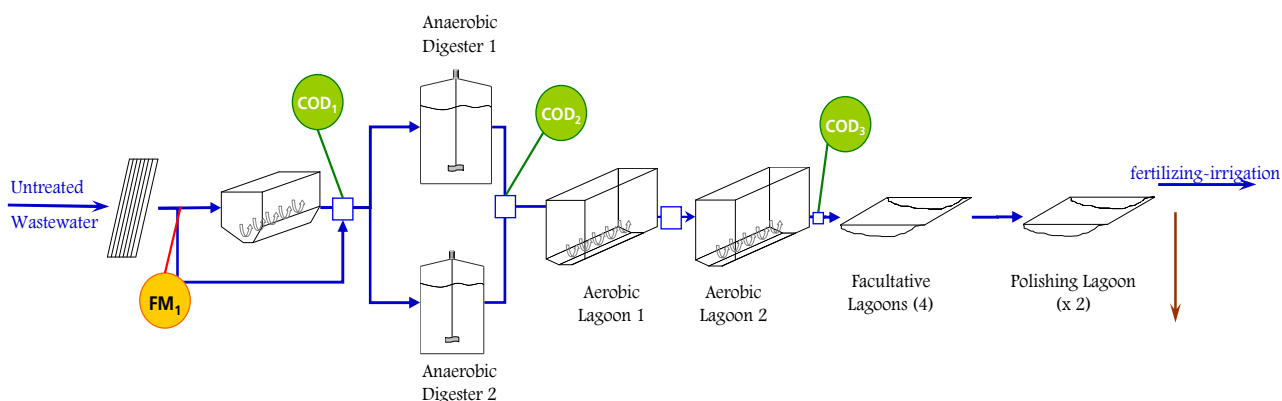 Anaerobic
Digester 1
COD₁
COD₂
COD₃
Untreated
Wastewater
fertilizing-irrigation
FM₁
Aerobic
Lagoon 1
Aerobic
Lagoon 2
Facultative
Lagoons (4)
Polishing Lagoon
(x 2)
Anaerobic
Digester 2